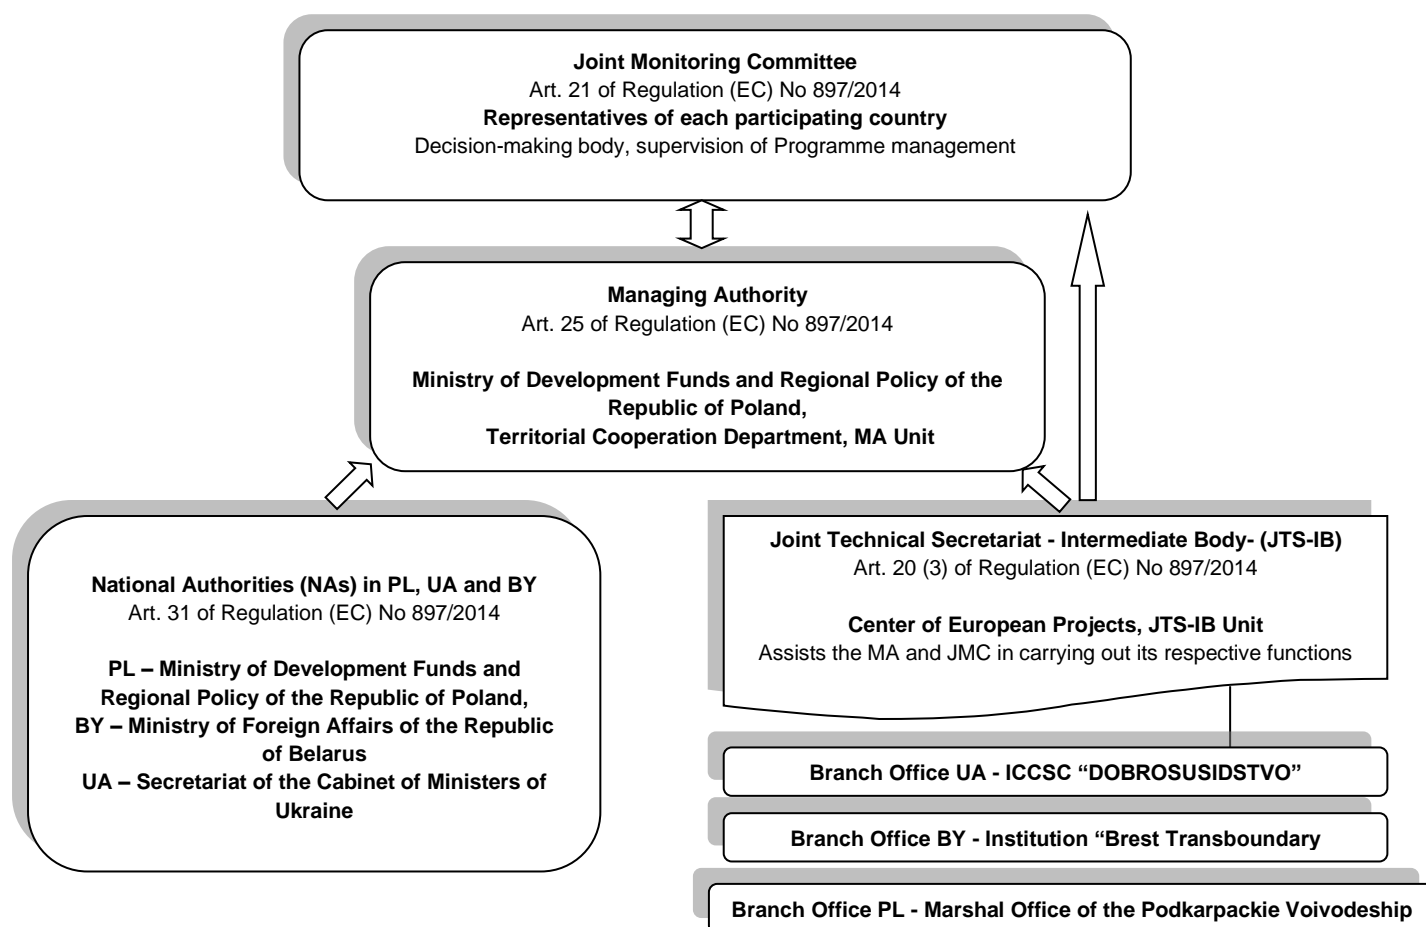 Joint Monitoring Committee
Art. 21 of Regulation (EC) No 897/2014
Representatives of each participating country
Decision-making body, supervision of Programme management
Managing Authority
Art. 25 of Regulation (EC) No 897/2014
Ministry of Development Funds and Regional Policy of the
Republic of Poland,
Territorial Cooperation Department, MA Unit
National Authorities (NAs) in PL, UA and BY
Art. 31 of Regulation (EC) No 897/2014
PL – Ministry of Development Funds and
Regional Policy of the Republic of Poland,
BY – Ministry of Foreign Affairs of the Republic
of Belarus
UA – Secretariat of the Cabinet of Ministers of
Ukraine
Joint Technical Secretariat - Intermediate Body- (JTS-IB)
Art. 20 (3) of Regulation (EC) No 897/2014
Center of European Projects, JTS-IB Unit
Assists the MA and JMC in carrying out its respective functions
Branch Office UA - ICCSC “DOBROSUSIDSTVO”
Branch Office BY - Institution “Brest Transboundary
Branch Office PL - Marshal Office of the Podkarpackie Voivodeship